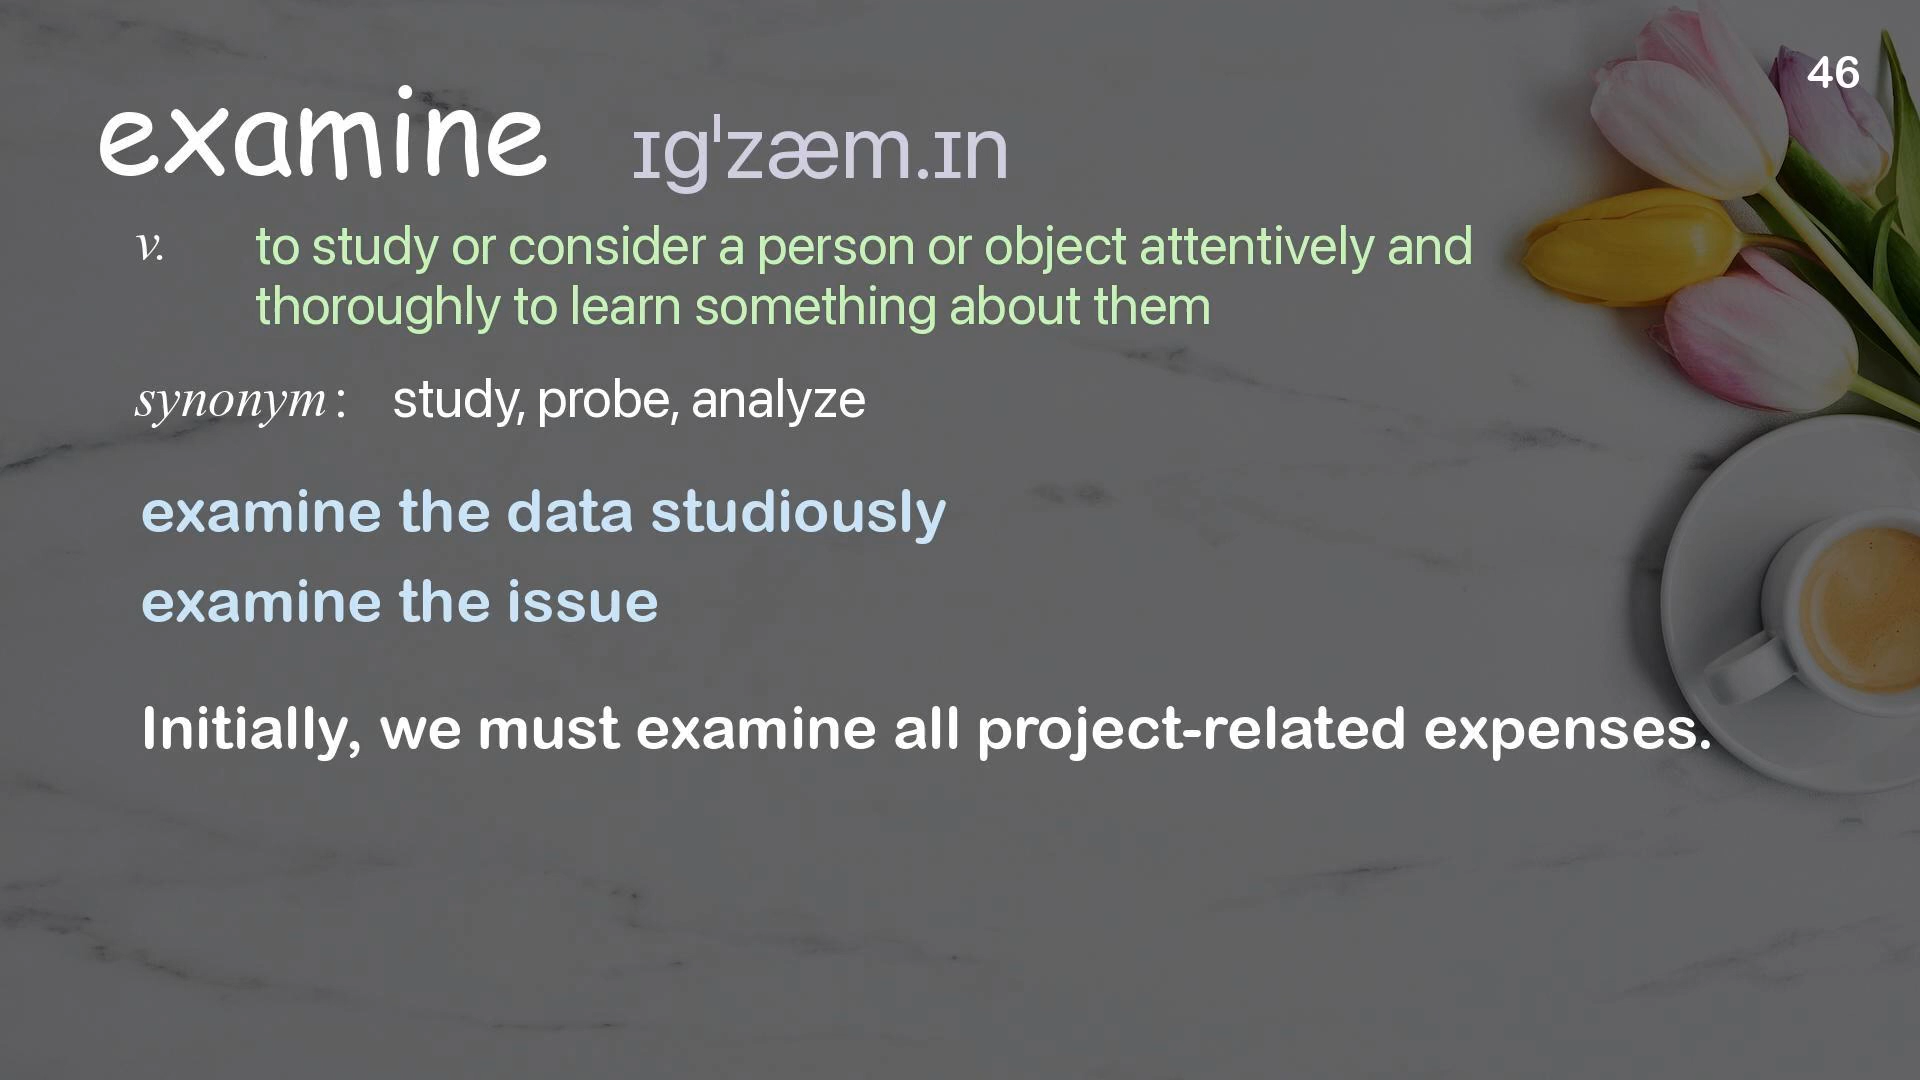 46
examine ɪɡˈzæm.ɪn
v. to study or consider a person or object attentively and
thoroughly to learn something about them
synonym : study, probe, analyze
examine the data studiously
examine the issue
Initially, we must examine all project-related expenses.